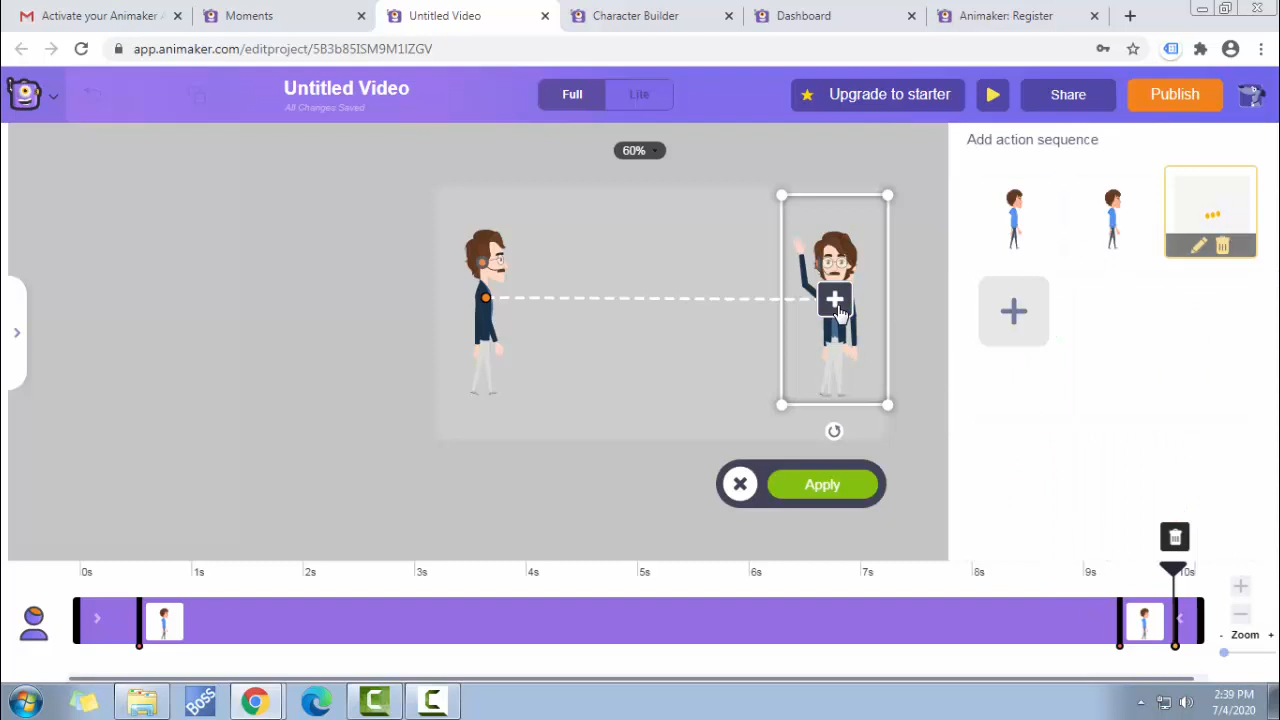 Activate your Animaker A
Moments
Untitled Video
Character Builder
Dashboard
Animaker: Register
app.animaker.com/editproject/5B3b85ISM9M1IZGV
Untitled Video
All Changes Saved
Full
Lite
Upgrade to starter
Share
Publish
60%
Add action sequence
Apply
0s
1s
2s
3s
4s
5s
6s
7s
8s
9s
10s
- Zoom +
BOSS
2:39 PM
7/4/2020